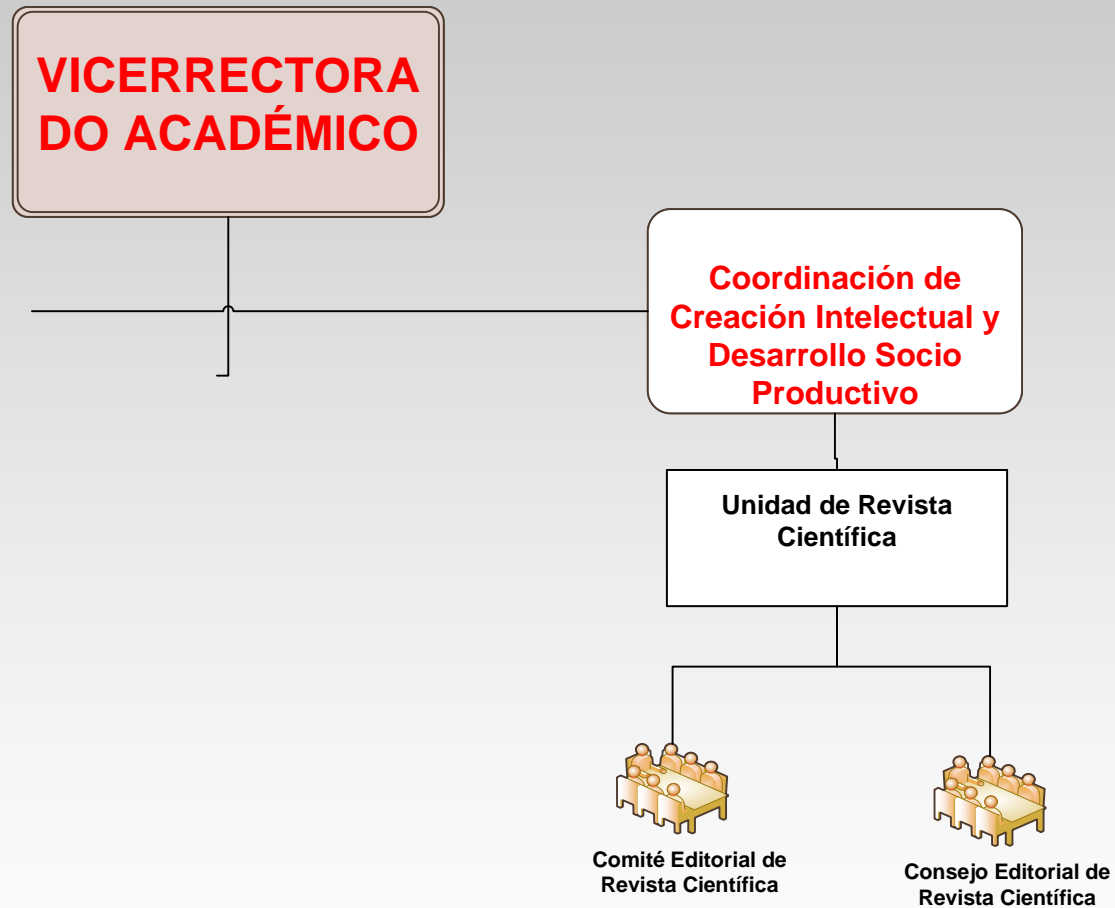 VICERRECTORA
DO ACADÉMICO
Coordinación de
Creación Intelectual y
Desarrollo Socio
Productivo
Unidad de Revista
Científica
Comité Editorial de
Revista Científica
Consejo Editorial de
Revista Científica